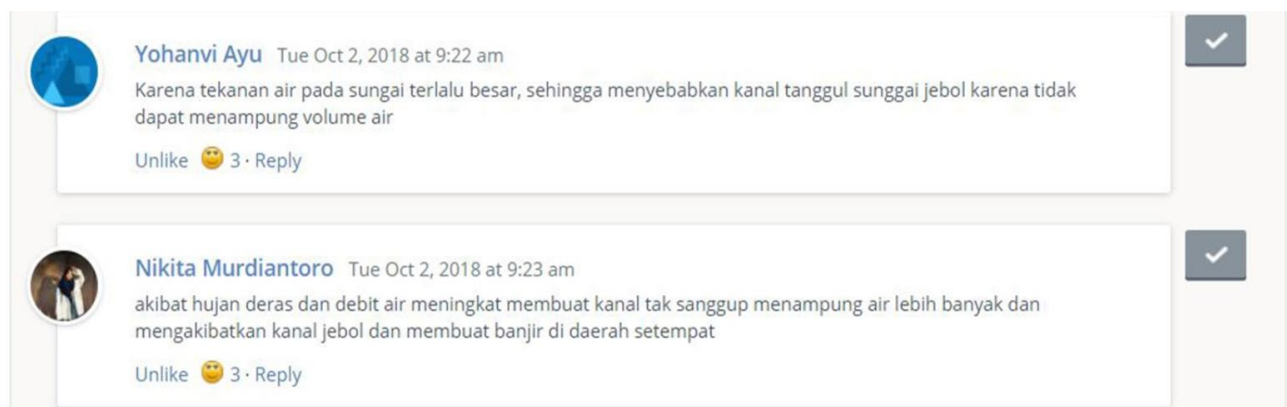 Yohanvi Ayu Tue Oct 2, 2018 at 9:22 am
Karena tekanan air pada sungai terlalu besar, sehingga menyebabkan kanal tanggul sunggai jebol karena tidak
dapat menampung volume air
Unlike 3 · Reply
Nikita Murdiantoro Tue Oct 2, 2018 at 9:23 am
akibat hujan deras dan debit air meningkat membuat kanal tak sanggup menampung air lebih banyak dan
mengakibatkan kanal jebol dan membuat banjir di daerah setempat
Unlike 3 · Reply